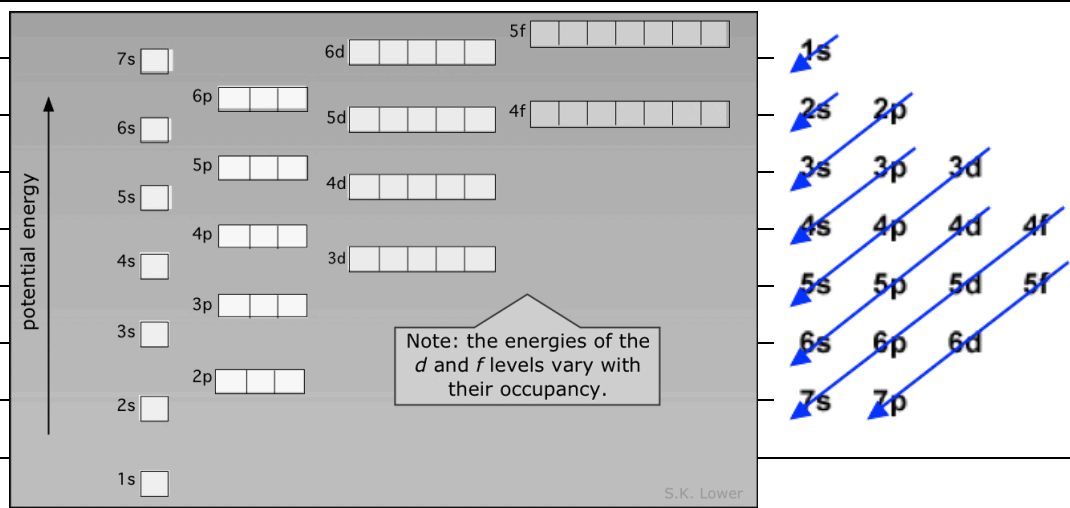 5f
6d
7s
6p
5d
4f
6s
5p
4d
5s
4p
3d
4s
3p
3s
2p
2s
1s
potential energy
Note: the energies of the
d and f levels vary with
their occupancy.
S.K. Lower
1s
2s 2p
3s 3p 3d
4s 4p 4d 4f
5s 5p 5d 5f
6s 6p 6d
7s 7p